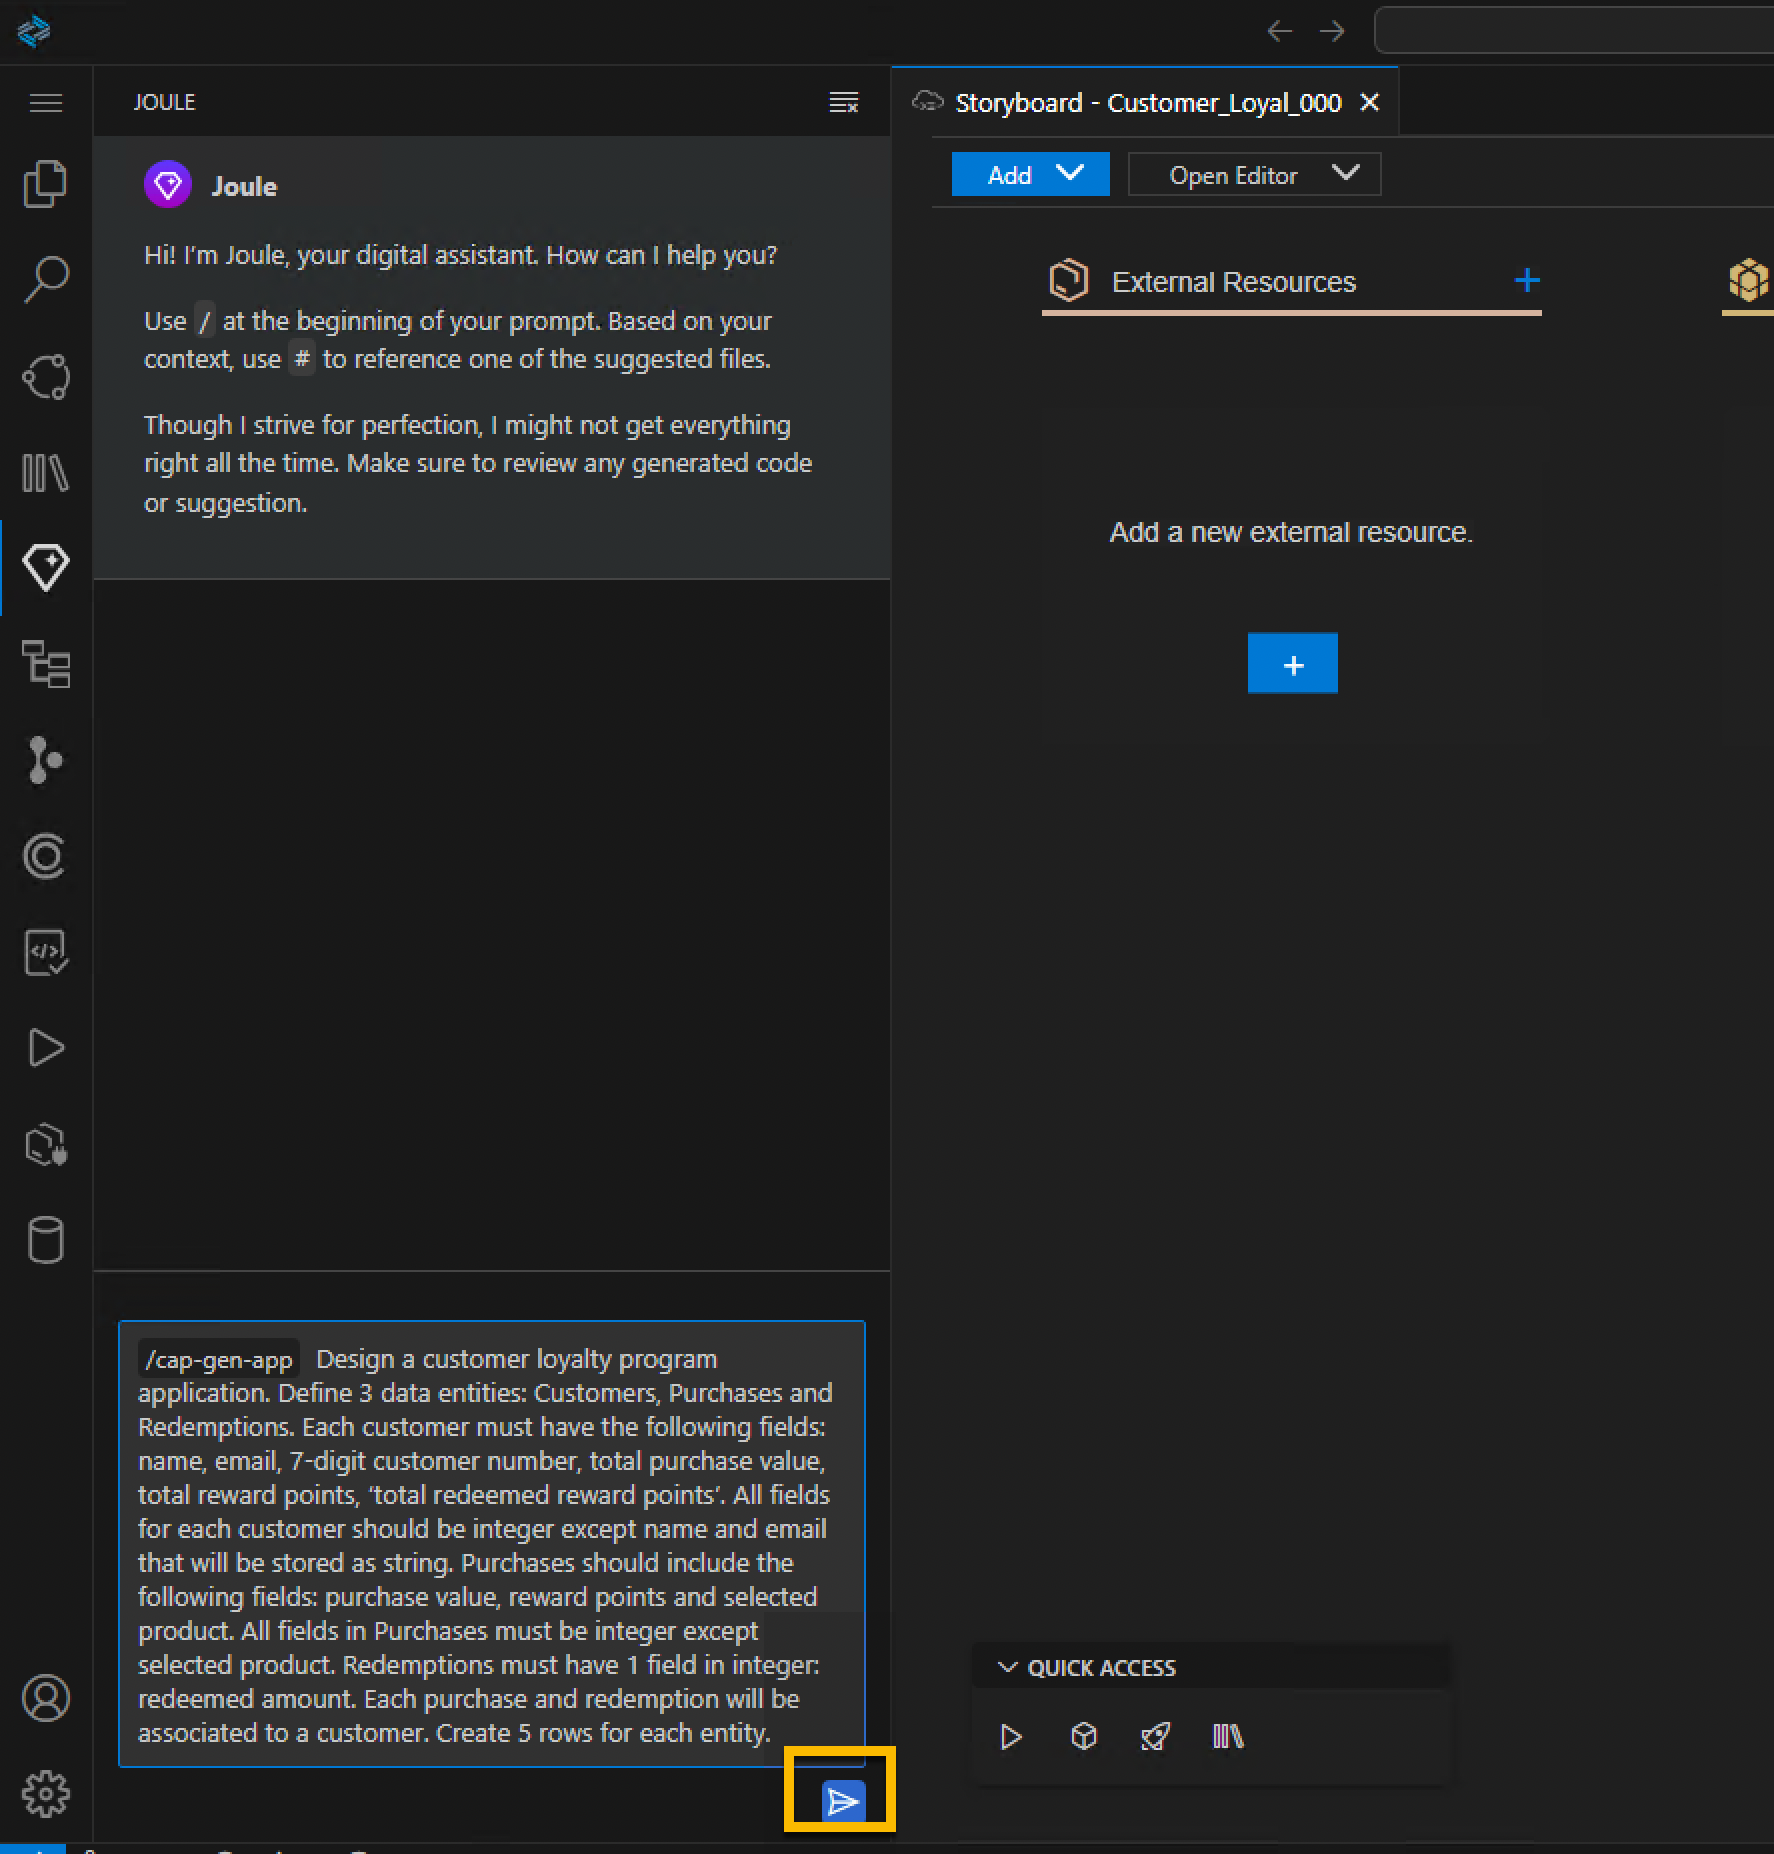 JOULE
Joule
Hi! I'm Joule, your digital assistant. How can I help you?
Use / at the beginning of your prompt. Based on your
context, use # to reference one of the suggested files.
Though I strive for perfection, I might not get everything
right all the time. Make sure to review any generated code
or suggestion.
/cap-gen-app Design a customer loyalty program
application. Define 3 data entities: Customers, Purchases and
Redemptions. Each customer must have the following fields:
name, email, 7-digit customer number, total purchase value,
total reward points, ‘total redeemed reward points’. All fields
for each customer should be integer except name and email
that will be stored as string. Purchases should include the
following fields: purchase value, reward points and selected
product. All fields in Purchases must be integer except
selected product. Redemptions must have 1 field in integer:
redeemed amount. Each purchase and redemption will be
associated to a customer. Create 5 rows for each entity.
Storyboard - Customer_Loyal_000
Add
Open Editor
External Resources
Add a new external resource.
QUICK ACCESS